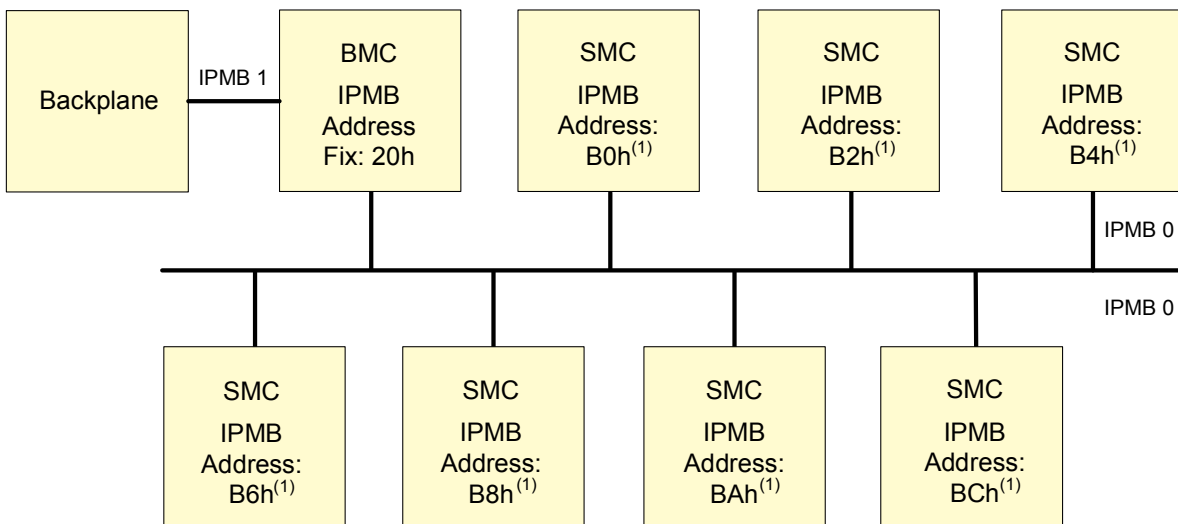 Backplane
IPMB 1
BMC
IPMB
Address
Fix: 20h
SMC
IPMB
Address:
B0h(1)
SMC
IPMB
Address:
B2h(1)
SMC
IPMB
Address:
B4h(1)
IPMB 0
IPMB 0
SMC
IPMB
Address:
B6h(1)
SMC
IPMB
Address:
B8h(1)
SMC
IPMB
Address:
BAh(1)
SMC
IPMB
Address:
BCh(1)